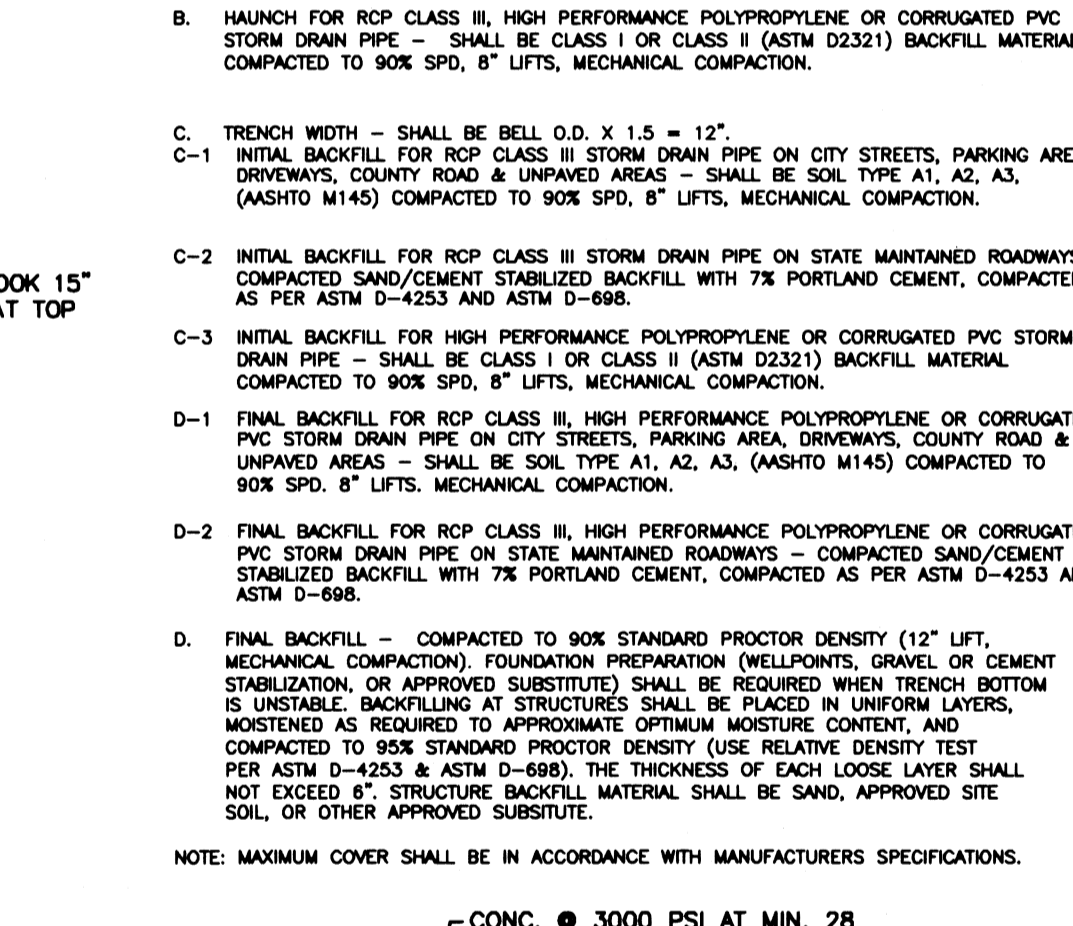 B. HAUNCH FOR RCP CLASS III, HIGH PERFORMANCE POLYPROPYLENE OR CORRUGATED PVC
STORM DRAIN PIPE – SHALL BE CLASS I OR CLASS II (ASTM D2321) BACKFILL MATERIAL
COMPACTED TO 90% SPD, 8" LIFTS, MECHANICAL COMPACTION.
C. TRENCH WIDTH – SHALL BE BELL O.D. X 1.5 = 12".
C-1 INITIAL BACKFILL FOR RCP CLASS III STORM DRAIN PIPE ON CITY STREETS, PARKING ARE
DRIVEWAYS, COUNTY ROAD & UNPAVED AREAS – SHALL BE SOIL TYPE A1, A2, A3,
(AASHTO M145) COMPACTED TO 90% SPD, 8" LIFTS, MECHANICAL COMPACTION.
C-2 INITIAL BACKFILL FOR RCP CLASS III STORM DRAIN PIPE ON STATE MAINTAINED ROADWAYS
COMPACTED SAND/CEMENT STABILIZED BACKFILL WITH 7% PORTLAND CEMENT, COMPACTE
AS PER ASTM D-4253 AND ASTM D-698.
OOK 15"
AT TOP
C-3 INITIAL BACKFILL FOR HIGH PERFORMANCE POLYPROPYLENE OR CORRUGATED PVC STORM
DRAIN PIPE – SHALL BE CLASS I OR CLASS II (ASTM D2321) BACKFILL MATERIAL
COMPACTED TO 90% SPD, 8" LIFTS, MECHANICAL COMPACTION.
D-1 FINAL BACKFILL FOR RCP CLASS III, HIGH PERFORMANCE POLYPROPYLENE OR CORRUGAT
PVC STORM DRAIN PIPE ON CITY STREETS, PARKING AREA, DRIVEWAYS, COUNTY ROAD &
UNPAVED AREAS – SHALL BE SOIL TYPE A1, A2, A3, (AASHTO M145) COMPACTED TO
90% SPD. 8" LIFTS. MECHANICAL COMPACTION.
D-2 FINAL BACKFILL FOR RCP CLASS III, HIGH PERFORMANCE POLYPROPYLENE OR CORRUGAT
PVC STORM DRAIN PIPE ON STATE MAINTAINED ROADWAYS – COMPACTED SAND/CEMENT
STABILIZED BACKFILL WITH 7% PORTLAND CEMENT, COMPACTED AS PER ASTM D-4253 A
ASTM D-698.
D. FINAL BACKFILL – COMPACTED TO 90% STANDARD PROCTOR DENSITY (12" LIFT,
MECHANICAL COMPACTION). FOUNDATION PREPARATION (WELLPOINTS, GRAVEL OR CEMENT
STABILIZATION, OR APPROVED SUBSTITUTE) SHALL BE REQUIRED WHEN TRENCH BOTTOM
IS UNSTABLE. BACKFILLING AT STRUCTURES SHALL BE PLACED IN UNIFORM LAYERS,
MOISTENED AS REQUIRED TO APPROXIMATE OPTIMUM MOISTURE CONTENT, AND
COMPACTED TO 95% STANDARD PROCTOR DENSITY (USE RELATIVE DENSITY TEST
PER ASTM D-4253 & ASTM D-698). THE THICKNESS OF EACH LOOSE LAYER SHALL
NOT EXCEED 6". STRUCTURE BACKFILL MATERIAL SHALL BE SAND, APPROVED SITE
SOIL, OR OTHER APPROVED SUBSITUTE.
NOTE: MAXIMUM COVER SHALL BE IN ACCORDANCE WITH MANUFACTURERS SPECIFICATIONS.
CONC. @ 3000 PSI AT MIN. 28